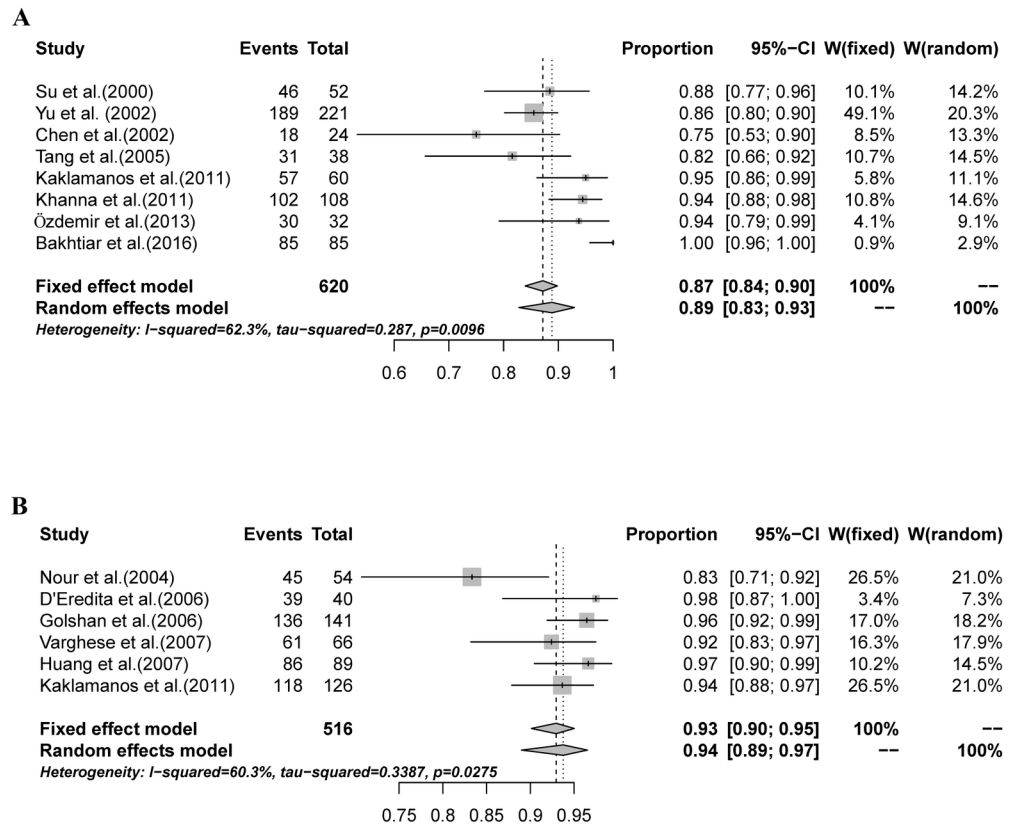 A
Study Events Total Proportion 95%−CI W(fixed) W(random)
Su et al.(2000) 46 52 0.88 [0.77; 0.96] 10.1% 14.2%
Yu et al. (2002) 189 221 0.86 [0.80; 0.90] 49.1% 20.3%
Chen et al.(2002) 18 24 0.75 [0.53; 0.90] 8.5% 13.3%
Tang et al.(2005) 31 38 0.82 [0.66; 0.92] 10.7% 14.5%
Kaklamanos et al.(2011) 57 60 0.95 [0.86; 0.99] 5.8% 11.1%
Khanna et al.(2011) 102 108 0.94 [0.88; 0.98] 10.8% 14.6%
Özdemir et al.(2013) 30 32 0.94 [0.79; 0.99] 4.1% 9.1%
Bakhtiar et al.(2016) 85 85 1.00 [0.96; 1.00] 0.9% 2.9%
Fixed effect model 620 0.87 [0.84; 0.90] 100% −−
Random effects model 0.89 [0.83; 0.93] −− 100%
Heterogeneity: I−squared=62.3%, tau−squared=0.287, p=0.0096
0.6 0.7 0.8 0.9 1
B
Study Events Total Proportion 95%−CI W(fixed) W(random)
Nour et al.(2004) 45 54 0.83 [0.71; 0.92] 26.5% 21.0%
D'Eredita et al.(2006) 39 40 0.98 [0.87; 1.00] 3.4% 7.3%
Golshan et al.(2006) 136 141 0.96 [0.92; 0.99] 17.0% 18.2%
Varghese et al.(2007) 61 66 0.92 [0.83; 0.97] 16.3% 17.9%
Huang et al.(2007) 86 89 0.97 [0.90; 0.99] 10.2% 14.5%
Kaklamanos et al.(2011) 118 126 0.94 [0.88; 0.97] 26.5% 21.0%
Fixed effect model 516 0.93 [0.90; 0.95] 100% −−
Random effects model 0.94 [0.89; 0.97] −− 100%
Heterogeneity: I−squared=60.3%, tau−squared=0.3387, p=0.0275
0.75 0.8 0.85 0.9 0.95